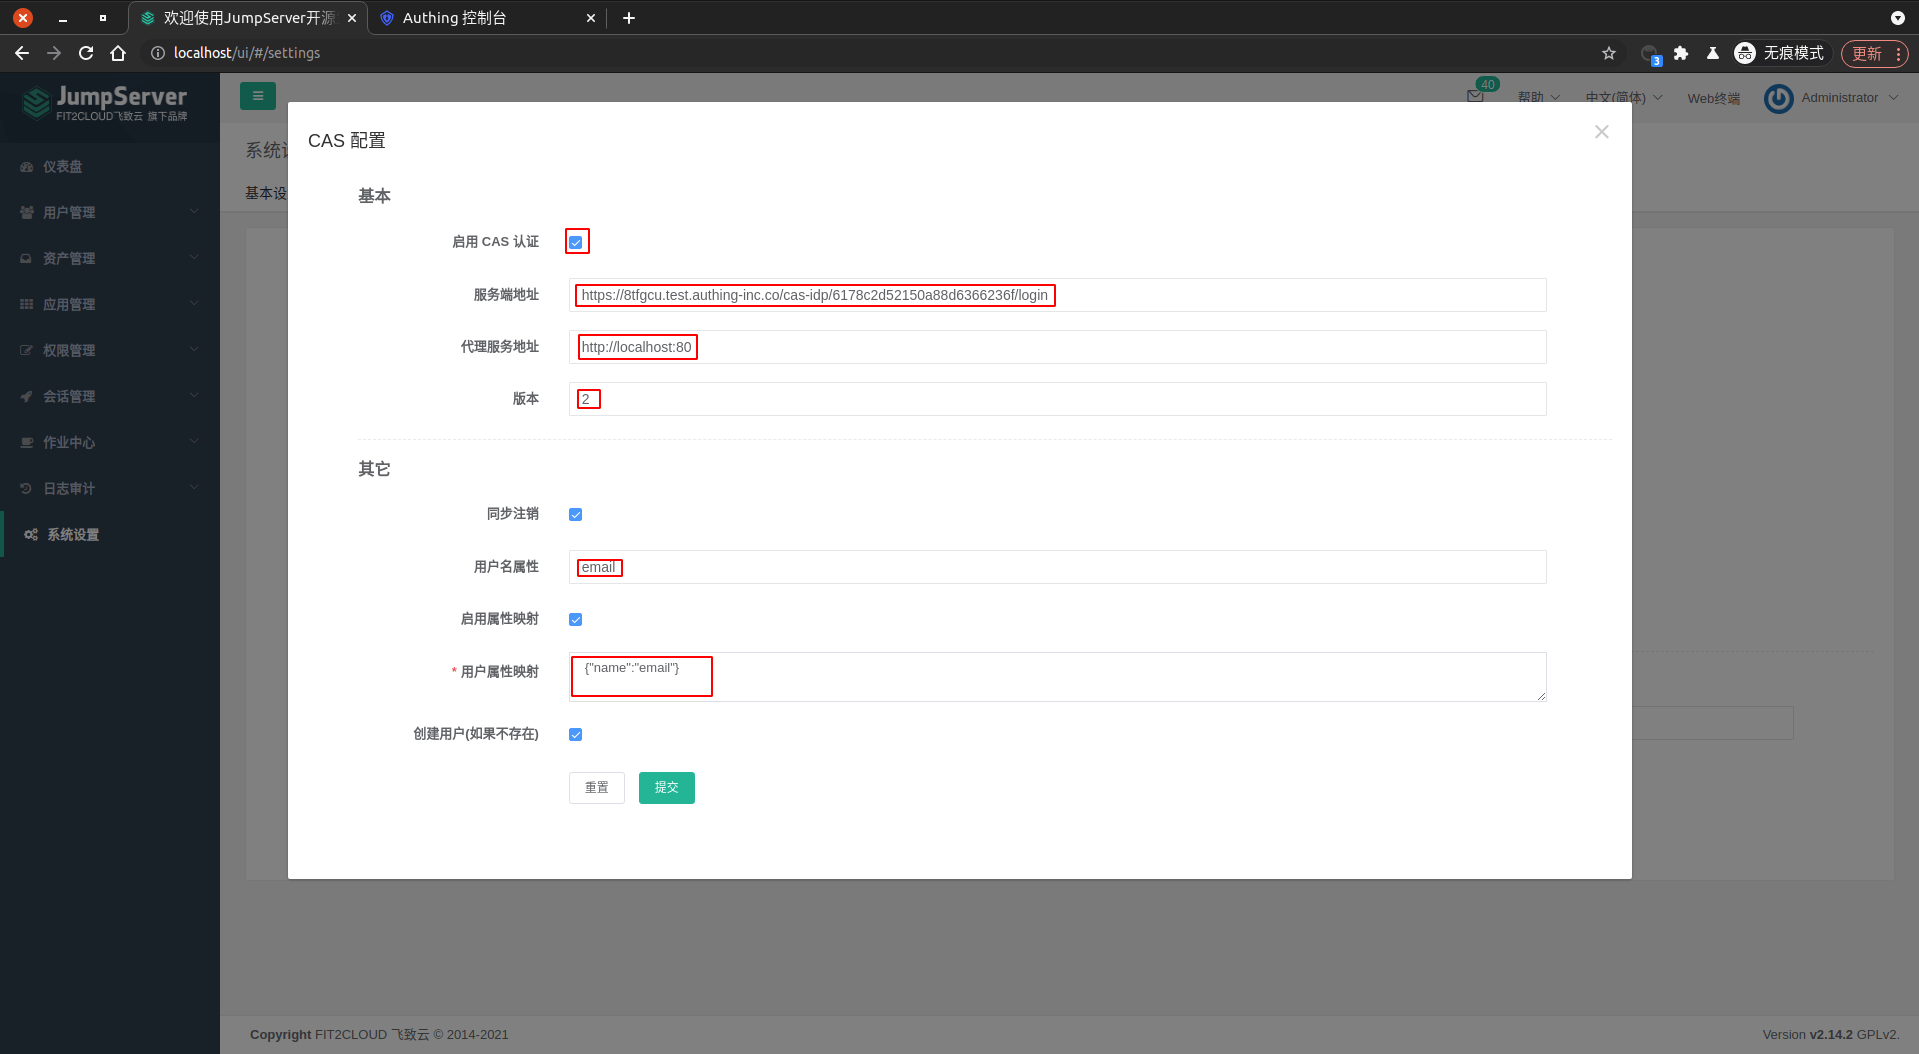 欢迎使用JumpServer开源
Authing 控制台
localhost/ui/#/settings
3
无痕模式
更新
JumpServer
FIT2CLOUD飞致云 旗下品牌
40
帮助
中文(简体)
Web终端
Administrator
仪表盘
用户管理
资产管理
应用管理
权限管理
会话管理
作业中心
日志审计
系统设置
系统
基本设
CAS 配置
基本
启用 CAS 认证
服务端地址
https://8tfgcu.test.authing-inc.co/cas-idp/6178c2d52150a88d6366236f/login
代理服务地址
http://localhost:80
版本
2
其它
同步注销
用户名属性
email
启用属性映射
* 用户属性映射
{"name":"email"}
创建用户(如果不存在)
重置
提交
Copyright FIT2CLOUD 飞致云 © 2014-2021
Version v2.14.2 GPLv2.